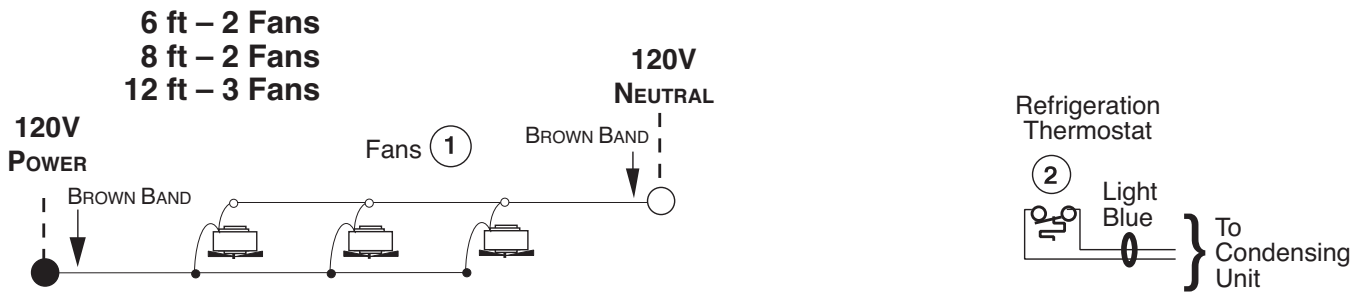 6 ft – 2 Fans
8 ft – 2 Fans
12 ft – 3 Fans
120V
POWER
BROWN BAND
Fans 1
BROWN BAND
120V
NEUTRAL
Refrigeration
Thermostat
2
Light
Blue
To
Condensing
Unit